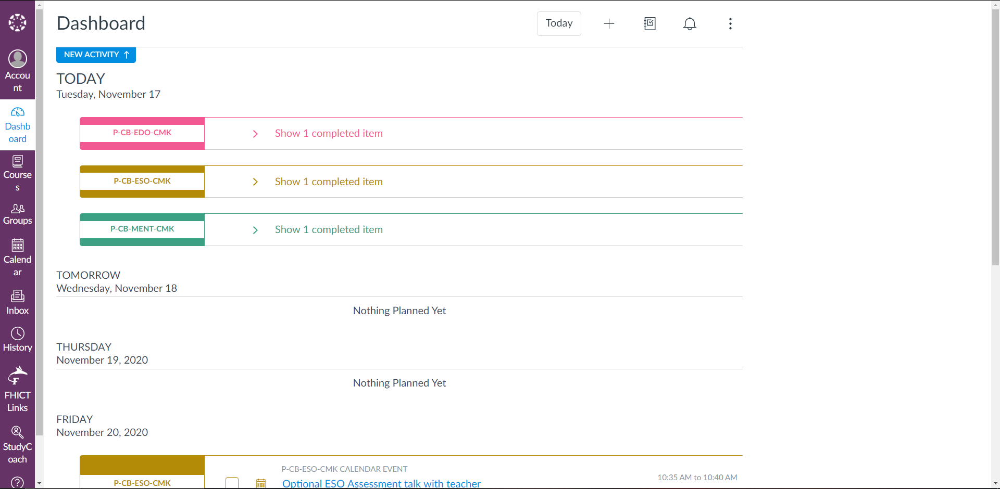 Dashboard
Today
NEW ACTIVITY
TODAY
Tuesday, November 17
P-CB-EDO-CMK
Show 1 completed item
P-CB-ESO-CMK
Show 1 completed item
P-CB-MENT-CMK
Show 1 completed item
TOMORROW
Wednesday, November 18
Nothing Planned Yet
THURSDAY
November 19, 2020
Nothing Planned Yet
FRIDAY
November 20, 2020
P-CB-ESO-CMK
P-CB-ESO-CMK CALENDAR EVENT
Optional ESO Assessment talk with teacher
10:35 AM to 10:40 AM
Accou
nt
Dashb
oard
Course
s
Groups
Calend
ar
Inbox
History
F
FHICT
Links
StudyC
oach
?